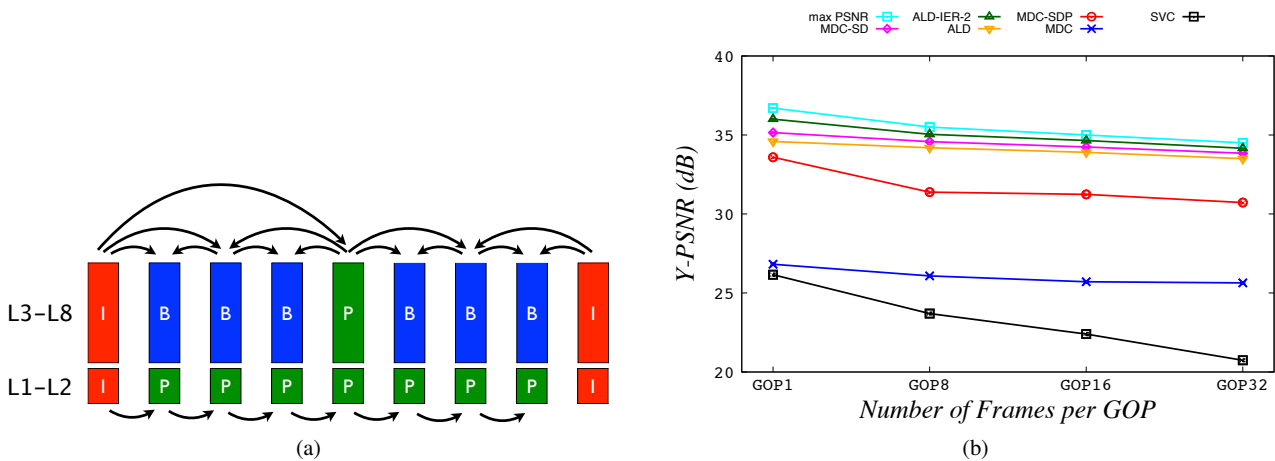 L3-L8
I B B B P B B B I
L1-L2
I P P P P P P P I
(a)
max PSNR ALD-IER-2 MDC-SDP SVC
MDC-SD ALD MDC
40
35
30
25
20
Y-PSNR (dB)
GOP1 GOP8 GOP16 GOP32
Number of Frames per GOP
(b)